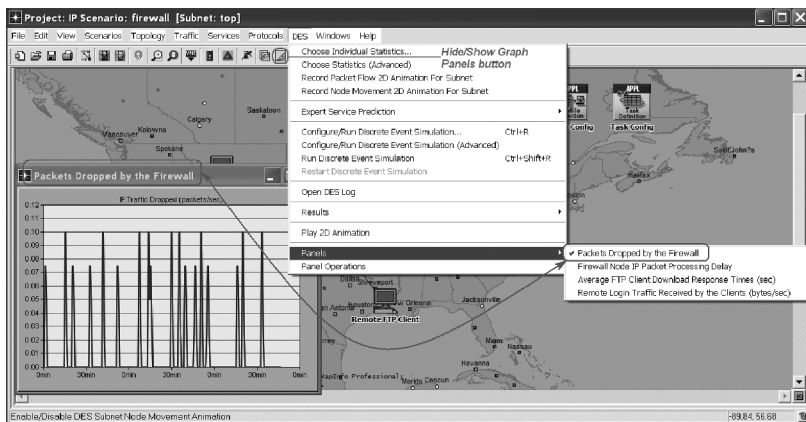 Project: IP Scenario: firewall [Subnet: top]
File Edit View Scenarios Topology Traffic Services Protocols DES Windows Help
Choose Individual Statistics...
Hide/Show Graph
Panels button
Choose Statistics (Advanced)
Record Packet Flow 2D Animation For Subnet
Record Node Movement 2D Animation For Subnet
Expert Service Prediction
Configure/Run Discrete Event Simulation... Ctrl+R
Configure/Run Discrete Event Simulation (Advanced)
Run Discrete Event Simulation Ctrl+Shift+R
Restart Discrete Event Simulation
Open DES Log
Results
Play 2D Animation
Panels
Panel Operations
Packets Dropped by the Firewall
Firewall Node IP Packet Processing Delay
Average FTP Client Download Response Times (sec)
Remote Login Traffic Received by the Clients (bytes/sec)
APPL
Config
APPL
Task
Definition
Task Config
Saskatoon
Calgary
Vancouver
Kelowna
Spokane
Saint John?s
Halifax
Packets Dropped by the Firewall
IP Traffic Dropped (packets/sec)
0.12
0.11
0.10
0.09
0.08
0.07
0.06
0.05
0.04
0.03
0.02
0.01
0.00
0min 30min 0min 30min 0min 30min 0min
Shreveport
Houston
Jacksonville
Remote FTP Client
Miami
Nassau
Havana
Merida
Cancun
Professional
Enable/Disable DES Subnet Node Movement Animation
-89.84, 56.68